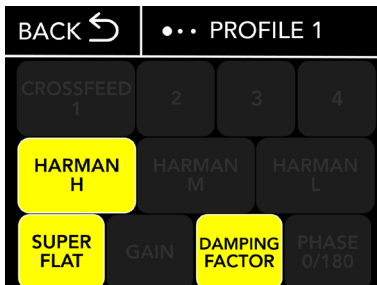 BACK PROFILE 1
CROSSFEED 2 3 4
1
HARMAN HARMAN HARMAN
H M L
SUPER GAIN DAMPING PHASE
FLAT FACTOR 0/180